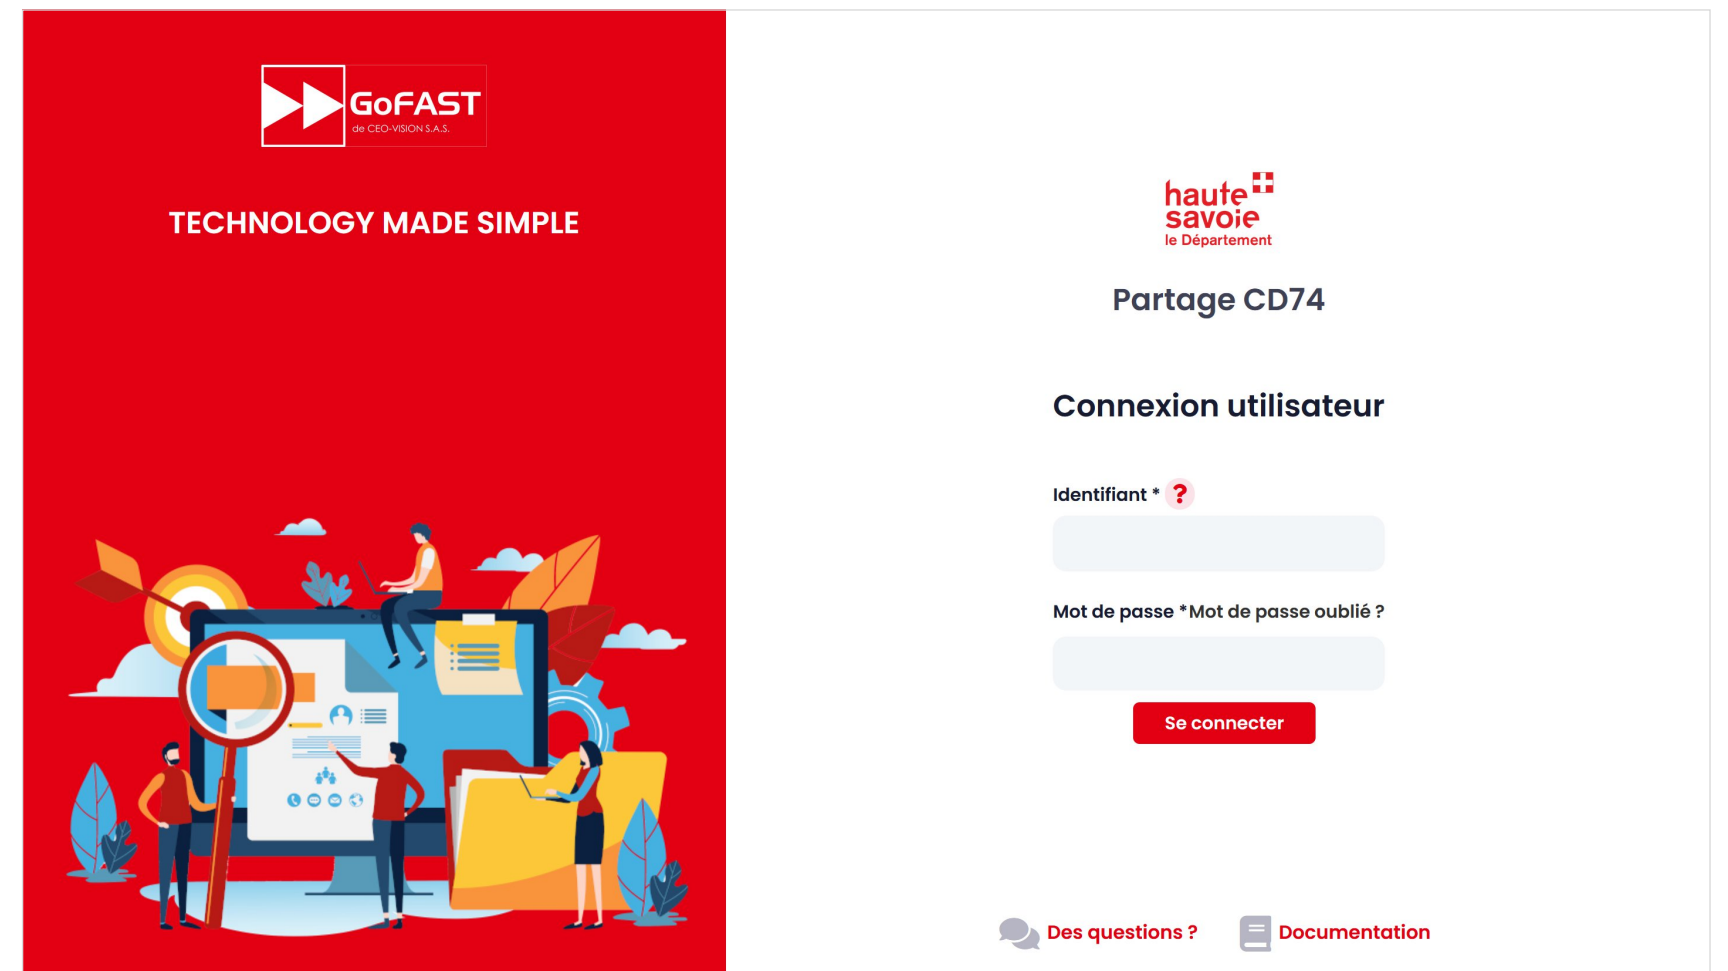 GoFAST
de CEO-VISION S.A.S.
TECHNOLOGY MADE SIMPLE
haute
savoie
le Département
Partage CD74
Connexion utilisateur
Identifiant * ?
Mot de passe *Mot de passe oublié ?
Se connecter
Des questions ? Documentation